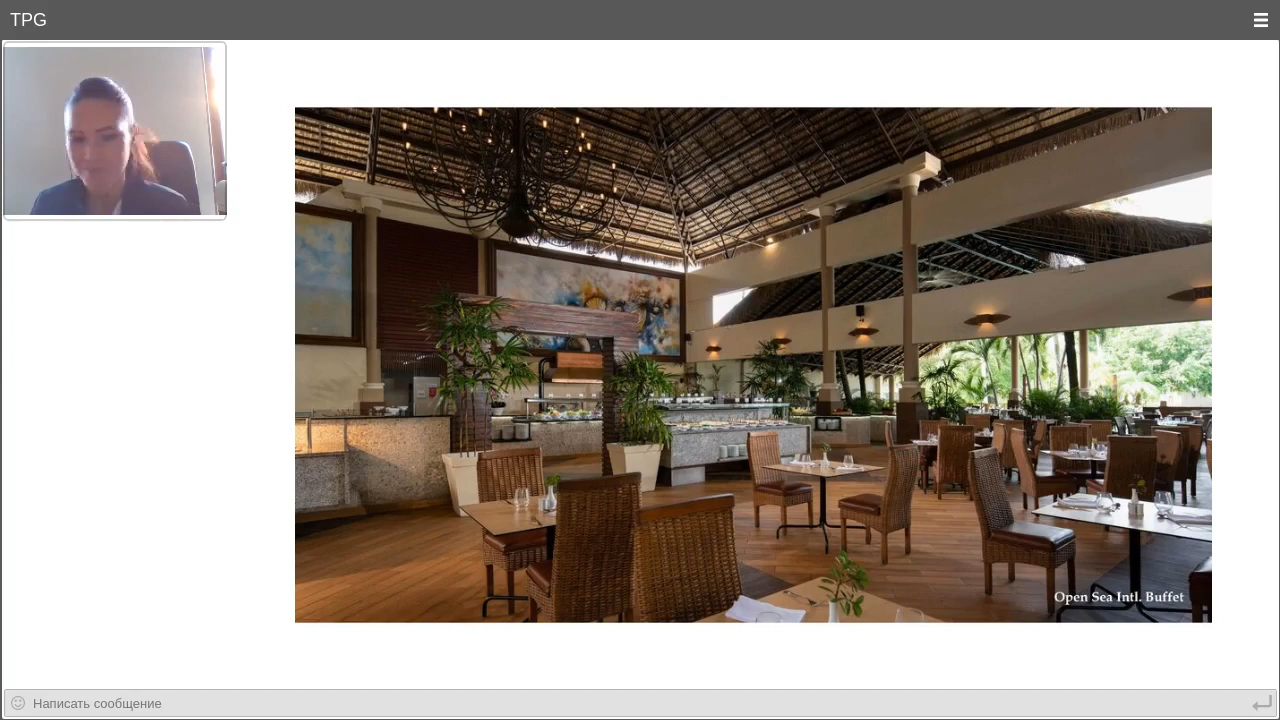 TPG
Open Sea Intl. Buffet
Написать сообщение